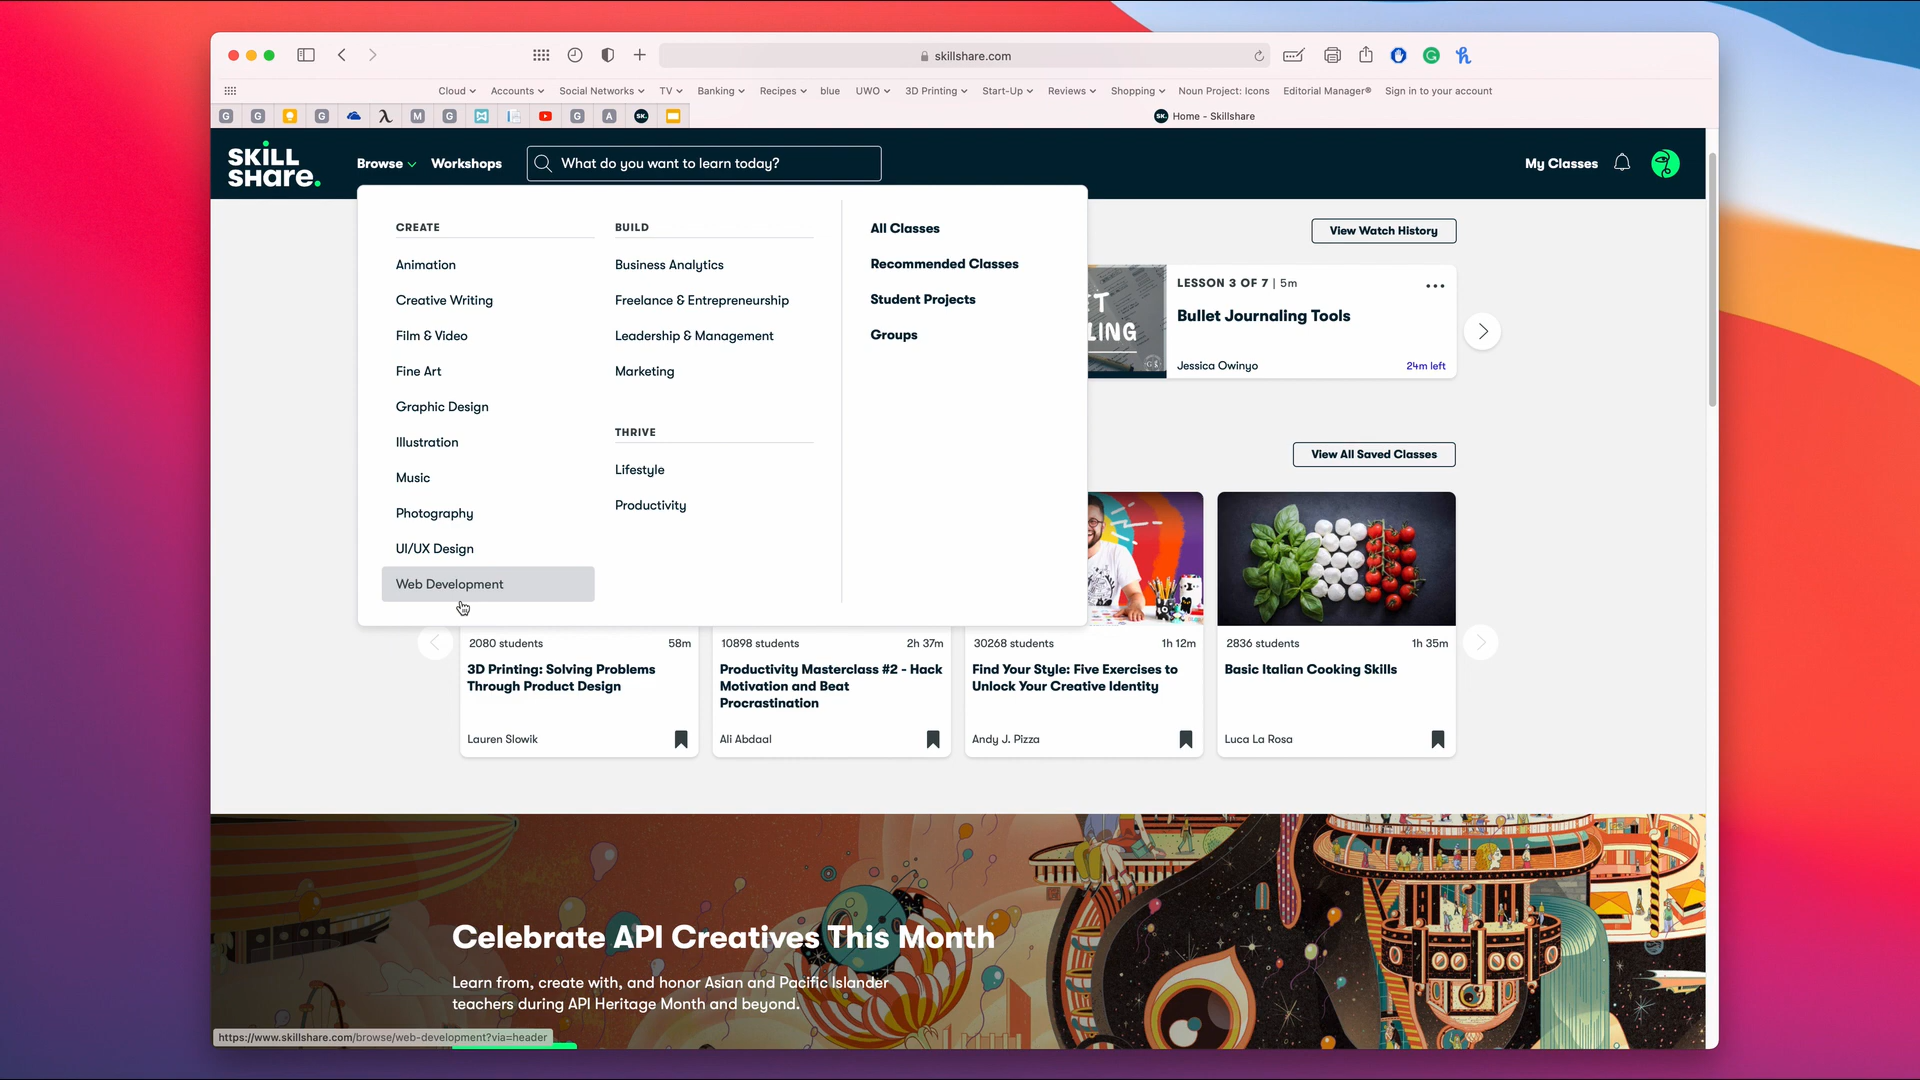 skillshare.com
Cloud Accounts Social Networks TV Banking Recipes blue UWO 3D Printing Start-Up Reviews Shopping Noun Project: Icons Editorial Manager® Sign in to your account
G G G M G G A SK.
SK. Home - Skillshare
SKILL
SHARE.
Browse Workshops What do you want to learn today? My Classes
CREATE
Animation
Creative Writing
Film & Video
Fine Art
Graphic Design
Illustration
Music
Photography
UI/UX Design
Web Development
BUILD
Business Analytics
Freelance & Entrepreneurship
Leadership & Management
Marketing
THRIVE
Lifestyle
Productivity
All Classes
Recommended Classes
Student Projects
Groups
View Watch History
LESSON 3 OF 7 | 5m
Bullet Journaling Tools
Jessica Owinyo 24m left
View All Saved Classes
2080 students 58m
3D Printing: Solving Problems
Through Product Design
Lauren Slowik
10898 students 2h 37m
Productivity Masterclass #2 - Hack
Motivation and Beat
Procrastination
Ali Abdaal
30268 students 1h 12m
Find Your Style: Five Exercises to
Unlock Your Creative Identity
Andy J. Pizza
2836 students 1h 35m
Basic Italian Cooking Skills
Luca La Rosa
Celebrate API Creatives This Month
Learn from, create with, and honor Asian and Pacific Islander
teachers during API Heritage Month and beyond.
https://www.skillshare.com/browse/web-development?via=header